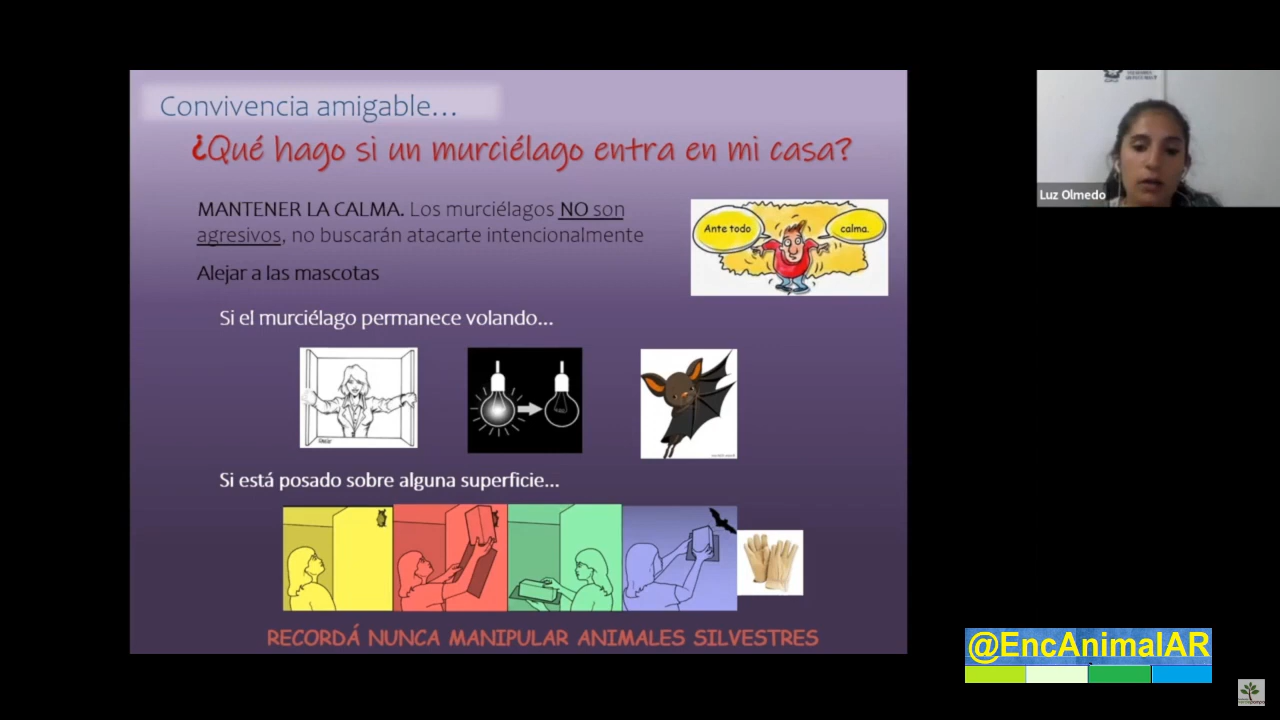 Convivencia amigable...
¿Qué hago si un murciélago entra en mi casa?
MANTENER LA CALMA. Los murciélagos NO son
agresivos, no buscarán atacarte intencionalmente
Ante todo
calma.
Alejar a las mascotas
Si el murciélago permanece volando...
Si está posado sobre alguna superficie...
RECORDÁ NUNCA MANIPULAR ANIMALES SILVESTRES
Luz Olmedo
@EncAnimalAR